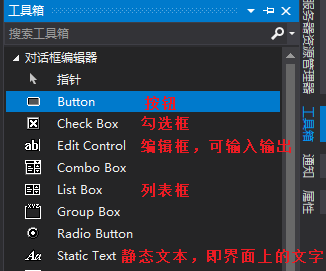 工具箱
搜索工具箱
对话框编辑器
指针
Button 按钮
Check Box 勾选框
Edit Control 编辑框，可输入输出
Combo Box
List Box 列表框
Group Box
Radio Button
Static Text 静态文本，即界面上的文字
服务器资源管理器
工具箱
通知
属性